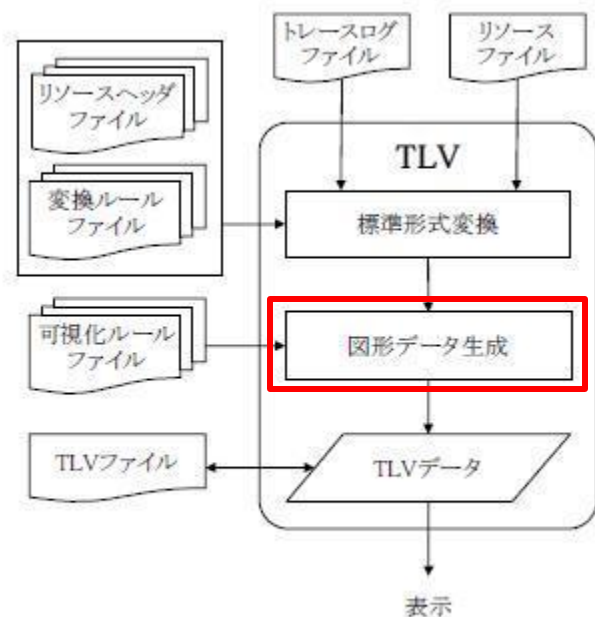 トレースログ
ファイル
リソース
ファイル
リソースヘッダ
ファイル
TLV
変換ルール
ファイル
標準形式変換
可視化ルール
ファイル
図形データ生成
TLVファイル
TLVデータ
表示